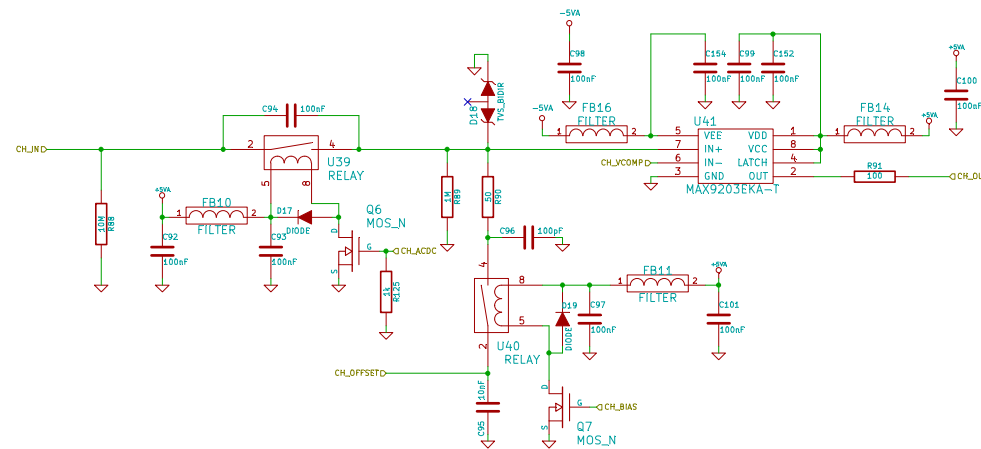 -5VA
C98
100nF
C154
100nF
C99
100nF
C152
100nF
+5VA
C100
100nF
D18
TVS_BIDIR
-5VA
FB16
FILTER
1
2
U41
FB14
FILTER
1
2
+5VA
C94
100nF
CH_IN
2
4
U39
RELAY
5
8
5
VEE
VDD
1
7
IN+
VCC
8
CH_VCOMP
6
IN-
LATCH
4
3
GND
OUT
2
MAX9203EKA-T
R91
100
10M
R88
+5VA
FB10
FILTER
1
2
D17
DIODE
Q6
MOS_N
D
G
S
CH_ACDC
C92
100nF
C93
100nF
1k
R125
1M
R89
50
R90
C96
100pF
4
8
5
2
U40
RELAY
D19
DIODE
C97
100nF
FB11
FILTER
1
2
+5VA
C101
100nF
CH_OFFSET
10nF
C95
D
G
S
CH_BIAS
Q7
MOS_N